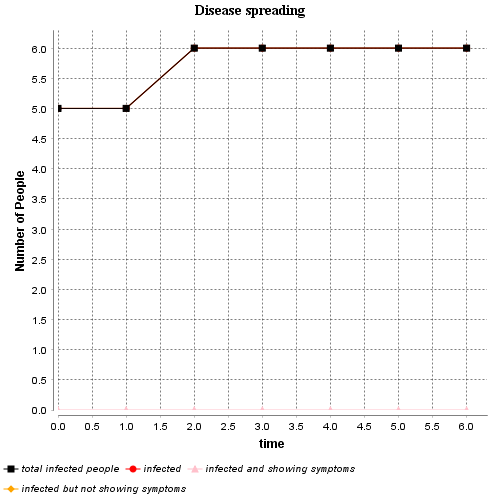 Disease spreading
6.0
5.5
5.0
4.5
4.0
3.5
3.0
2.5
2.0
1.5
1.0
0.5
0.0
Number of People
0.0 0.5 1.0 1.5 2.0 2.5 3.0 3.5 4.0 4.5 5.0 5.5 6.0
time
total infected people infected infected and showing symptoms
infected but not showing symptoms